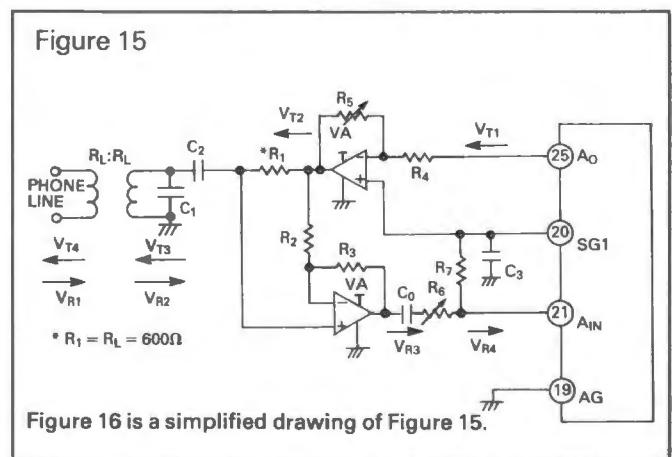 Figure 15
R5
VT2
VT1
VA
*R1
C2
RL:RL
25 AO
R4
PHONE
LINE
C1
20 SG1
R2
R3
R7
C3
VT4
VT3
VA
C0
R6
VR1
VR2
21 AIN
VR3
VR4
* R1 = RL = 600Ω
19 AG
Figure 16 is a simplified drawing of Figure 15.